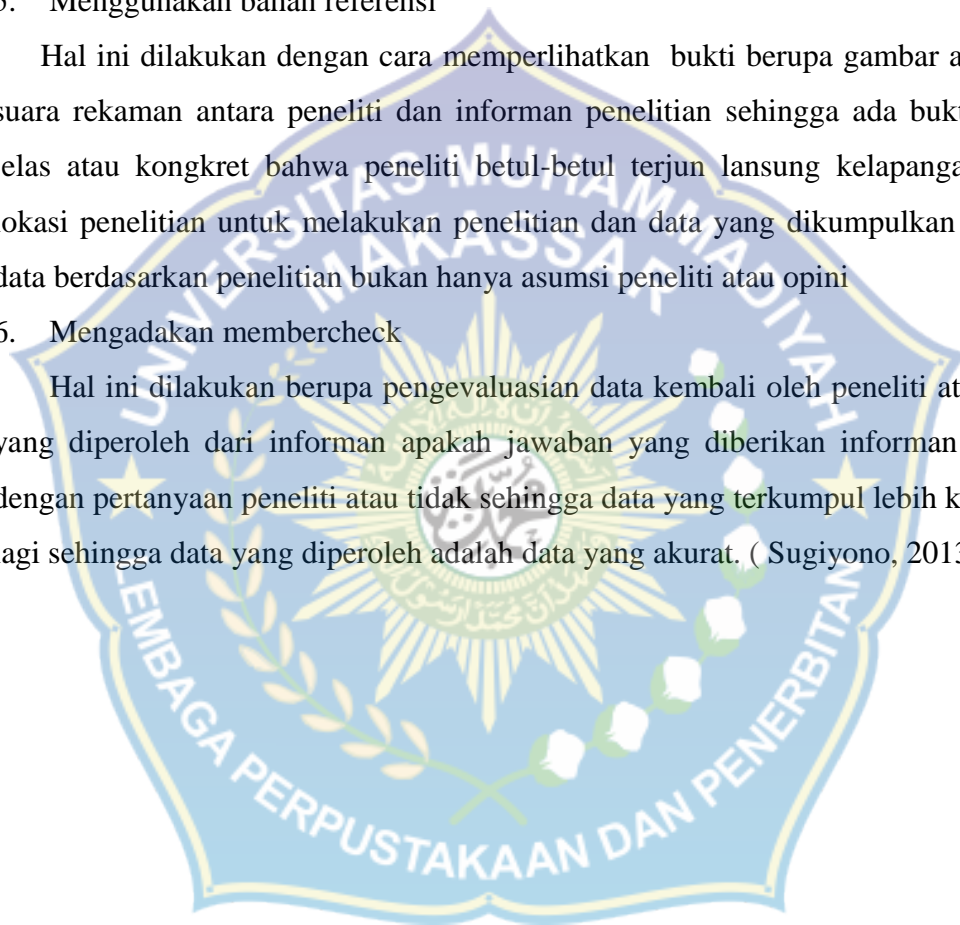 5. Menggunakan bahan referensi
Hal ini dilakukan dengan cara memperlihatkan bukti berupa gambar
suara rekaman antara peneliti dan informan penelitian sehingga ada
atau kongkret bahwa peneliti betul-betul terjun lansung
lokasi penelitian untuk melakukan penelitian dan data yang dikumpulkan
data berdasarkan penelitian bukan hanya asumsi peneliti atau opini
6. Mengadakan membercheck
Hal ini dilakukan berupa pengevaluasian data kembali oleh peneliti
yang diperoleh dari informan apakah jawaban yang diberikan informan
dengan pertanyaan peneliti atau tidak sehingga data yang terkumpul lebih
lagi sehingga data yang diperoleh adalah data yang akurat. ( Sugiyono, 2013
UNIVERSITAS MUHAMMADIYAH
MAKASSAR
LEMBAGA PERPUSTAKAAN DAN PENERBITAN